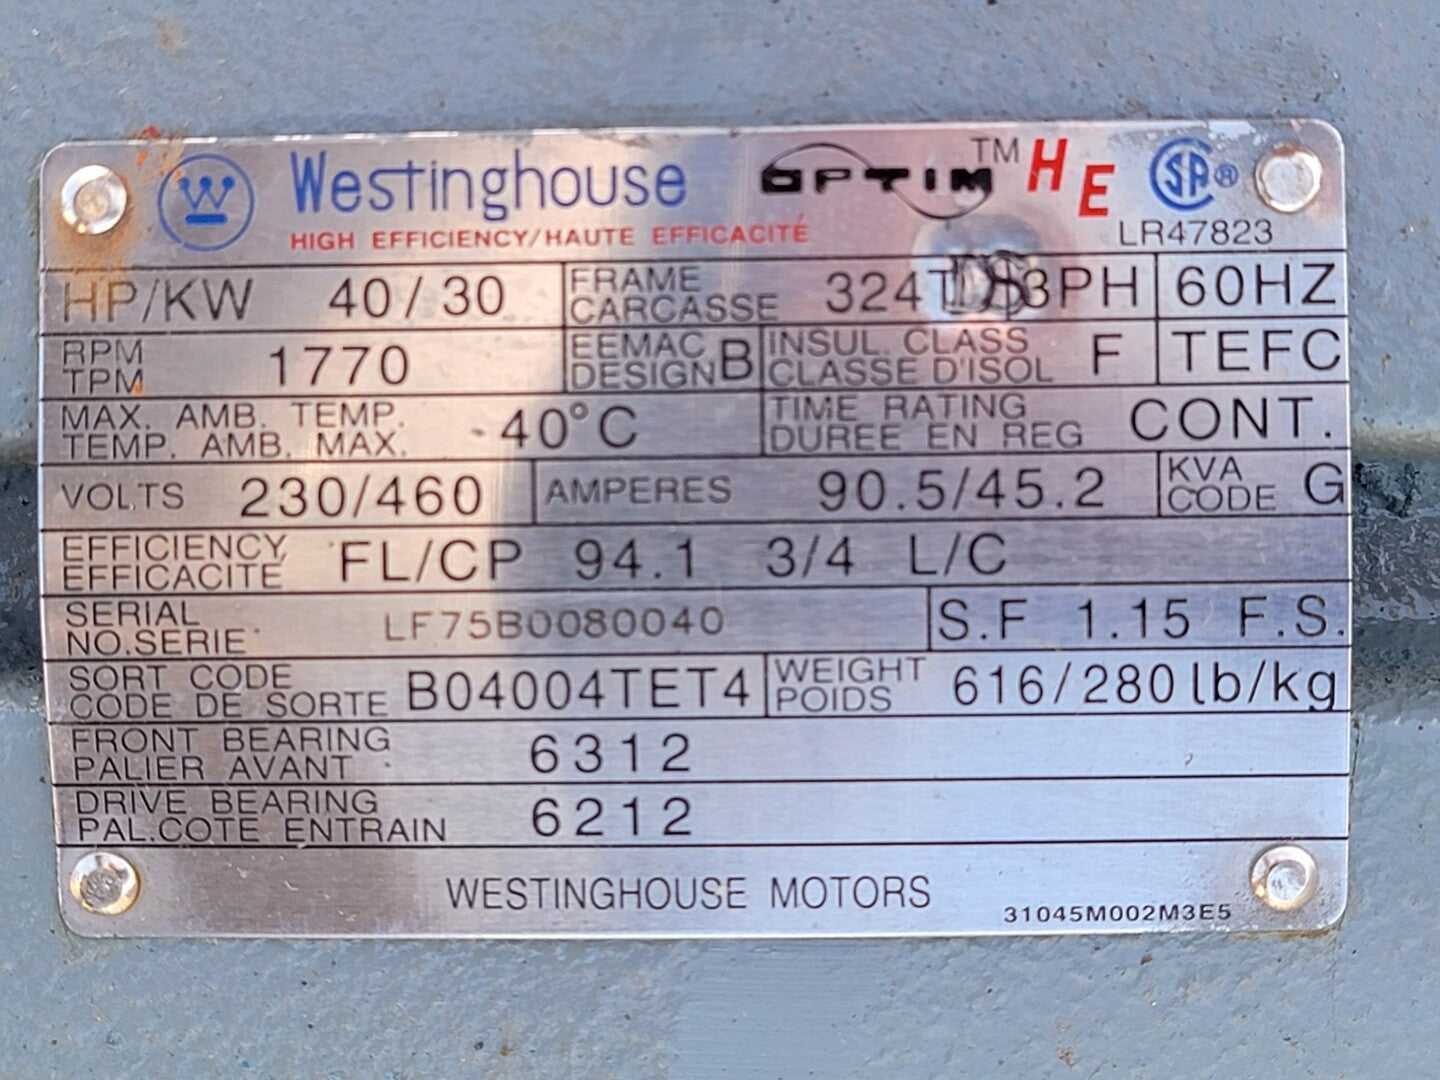 Westinghouse OPTIM™ HE SA®
HIGH EFFICIENCY/HAUTE EFFICACITÉ LR47823
HP/KW 40/30 FRAME CARCASSE 324T 3PH 60HZ
RPM TPM 1770 EEMAC DESIGN B INSUL. CLASS CLASSE D'ISOL F TEFC
MAX. AMB. TEMP. TEMP. AMB. MAX. 40°C TIME RATING DUREE EN REG CONT.
VOLTS 230/460 AMPERES 90.5/45.2 KVA CODE G
EFFICIENCY EFFICACITE FL/CP 94.1 3/4 L/C
SERIAL NO.SERIE LF75B0080040 S.F 1.15 F.S.
SORT CODE CODE DE SORTE B04004TET4 WEIGHT POIDS 616/280 lb/kg
FRONT BEARING PALIER AVANT 6312
DRIVE BEARING PAL.COTE ENTRAIN 6212
WESTINGHOUSE MOTORS
31045M002M3E5